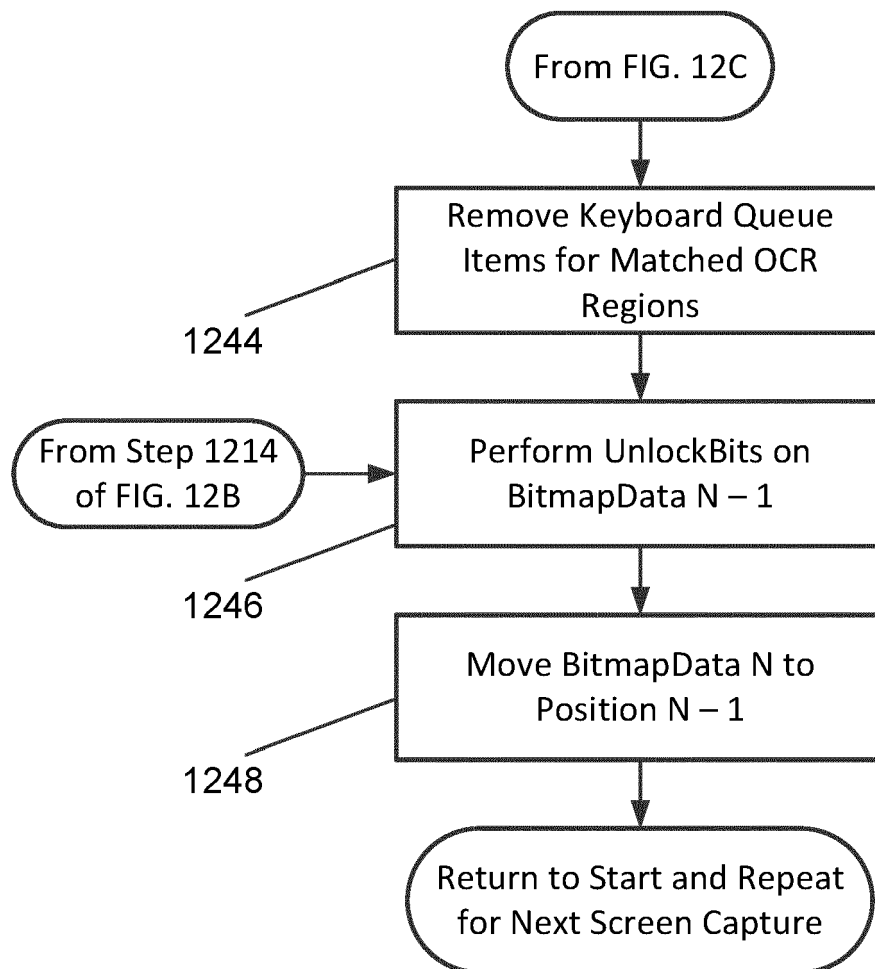 From FIG. 12C
Remove Keyboard Queue
Items for Matched OCR
Regions
1244
From Step 1214
of FIG. 12B
Perform UnlockBits on
BitmapData N – 1
1246
Move BitmapData N to
Position N – 1
1248
Return to Start and Repeat
for Next Screen Capture